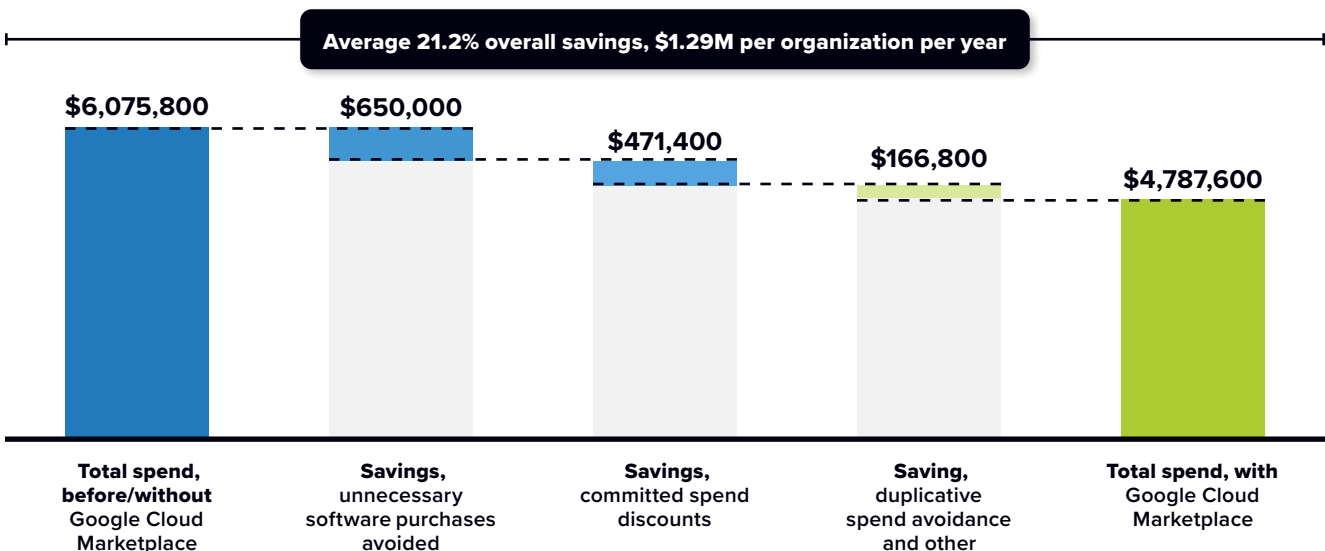 Average 21.2% overall savings, $1.29M per organization per year
$6,075,800
$650,000
$471,400
$166,800
$4,787,600
Total spend,
before/without
Google Cloud
Marketplace
Savings,
unnecessary
software purchases
avoided
Savings,
committed spend
discounts
Saving,
duplicative
spend avoidance
and other
Total spend, with
Google Cloud
Marketplace